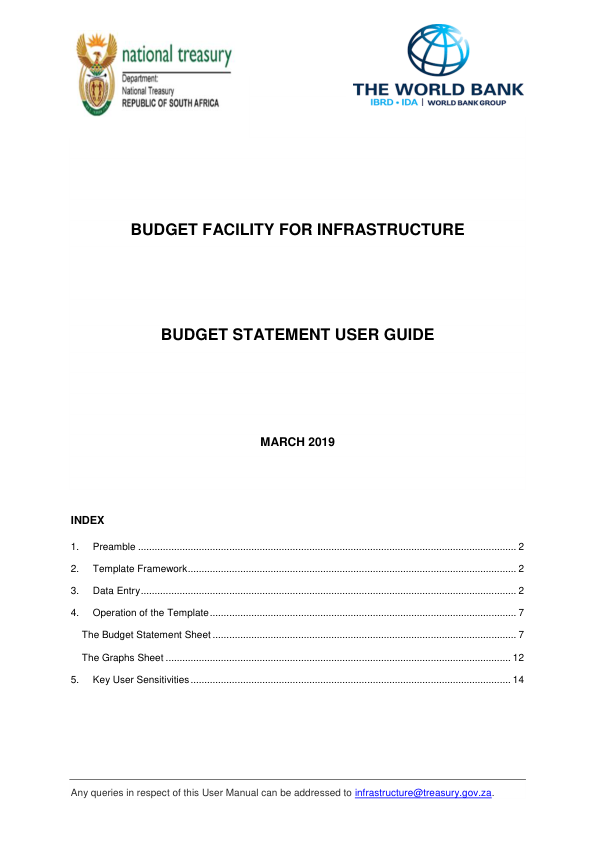 national treasury
Department:
National Treasury
REPUBLIC OF SOUTH AFRICA
THE WORLD BANK
IBRD • IDA | WORLD BANK GROUP
BUDGET FACILITY FOR INFRASTRUCTURE
BUDGET STATEMENT USER GUIDE
MARCH 2019
INDEX
1. Preamble ........ 2
2. Template Framework ........ 2
3. Data Entry ........ 2
4. Operation of the Template ........ 7
The Budget Statement Sheet ........ 7
The Graphs Sheet ........ 12
5. Key User Sensitivities ........ 14
Any queries in respect of this User Manual can be addressed to infrastructure@treasury.gov.za.